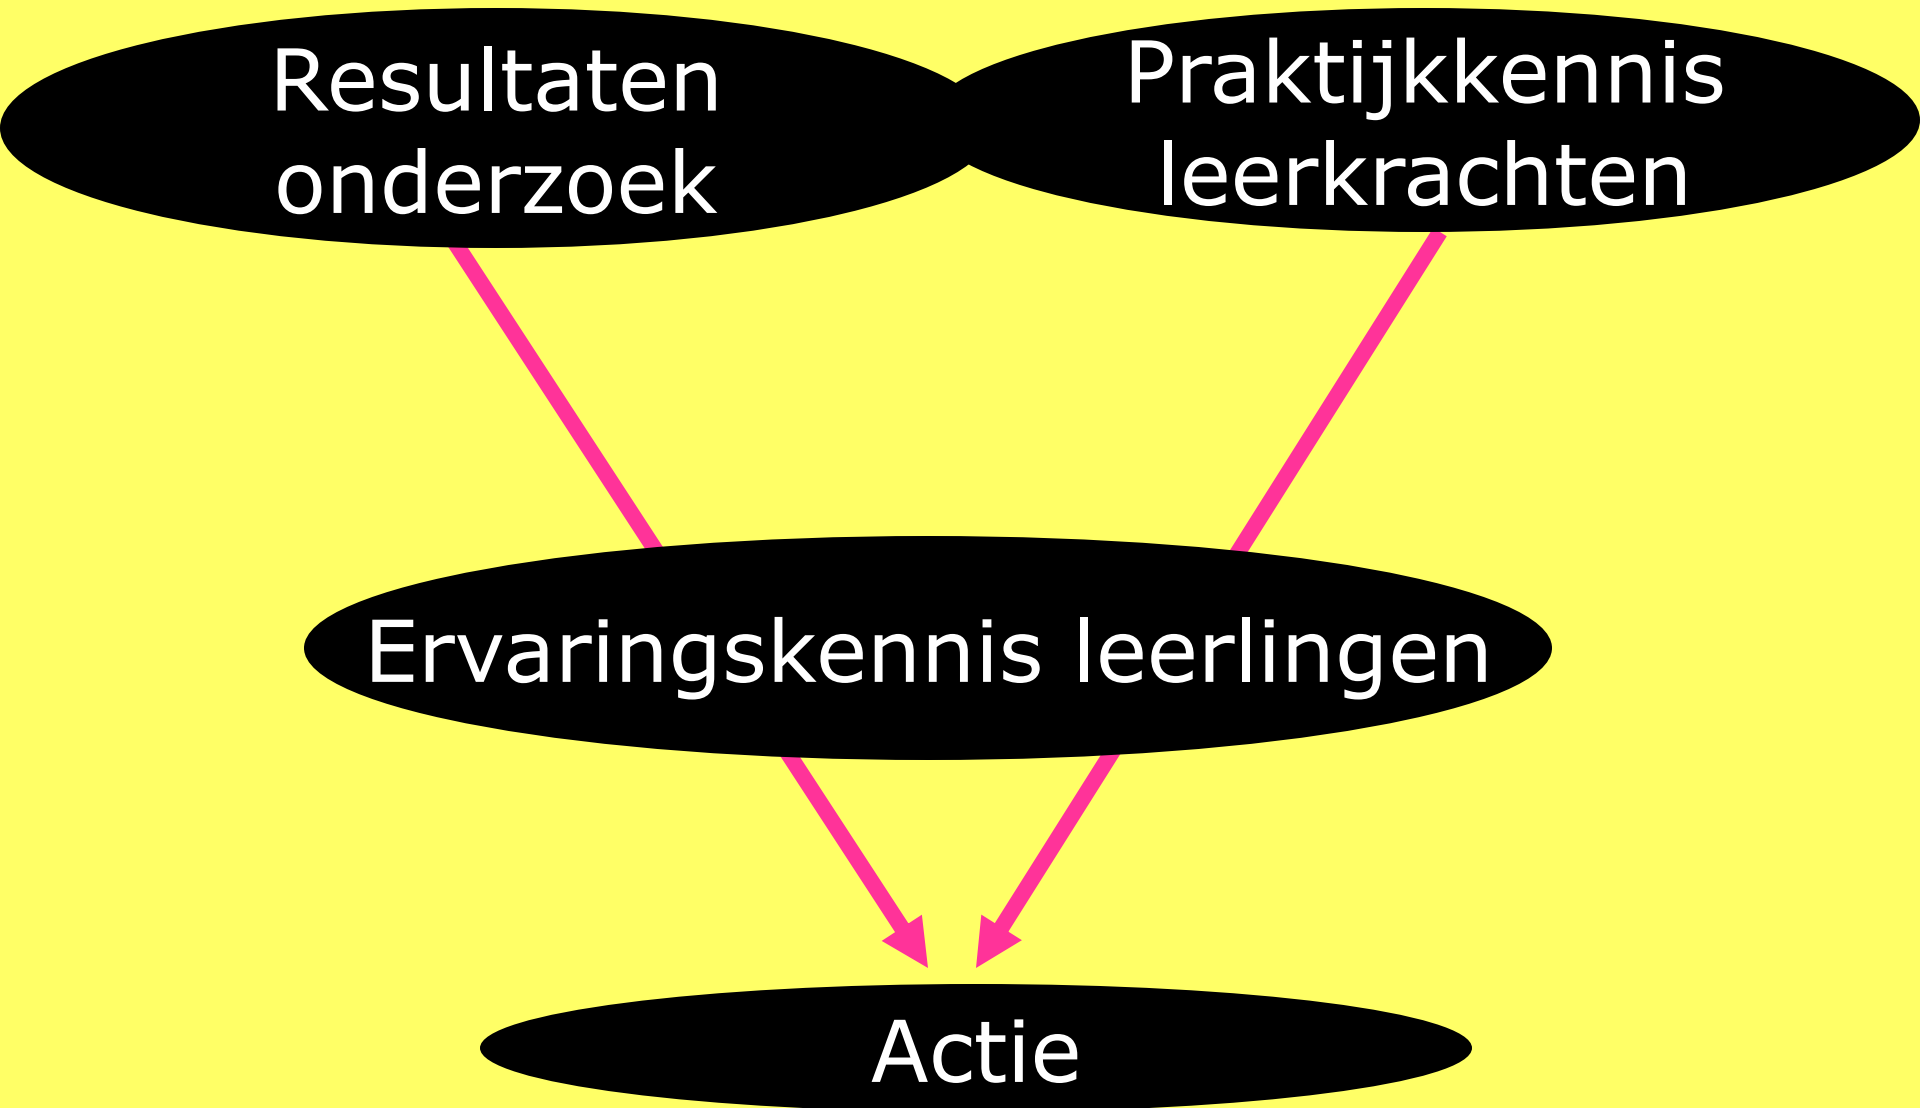 Resultaten
onderzoek
Praktijkkennis
leerkrachten
Ervaringskennis leerlingen
Actie